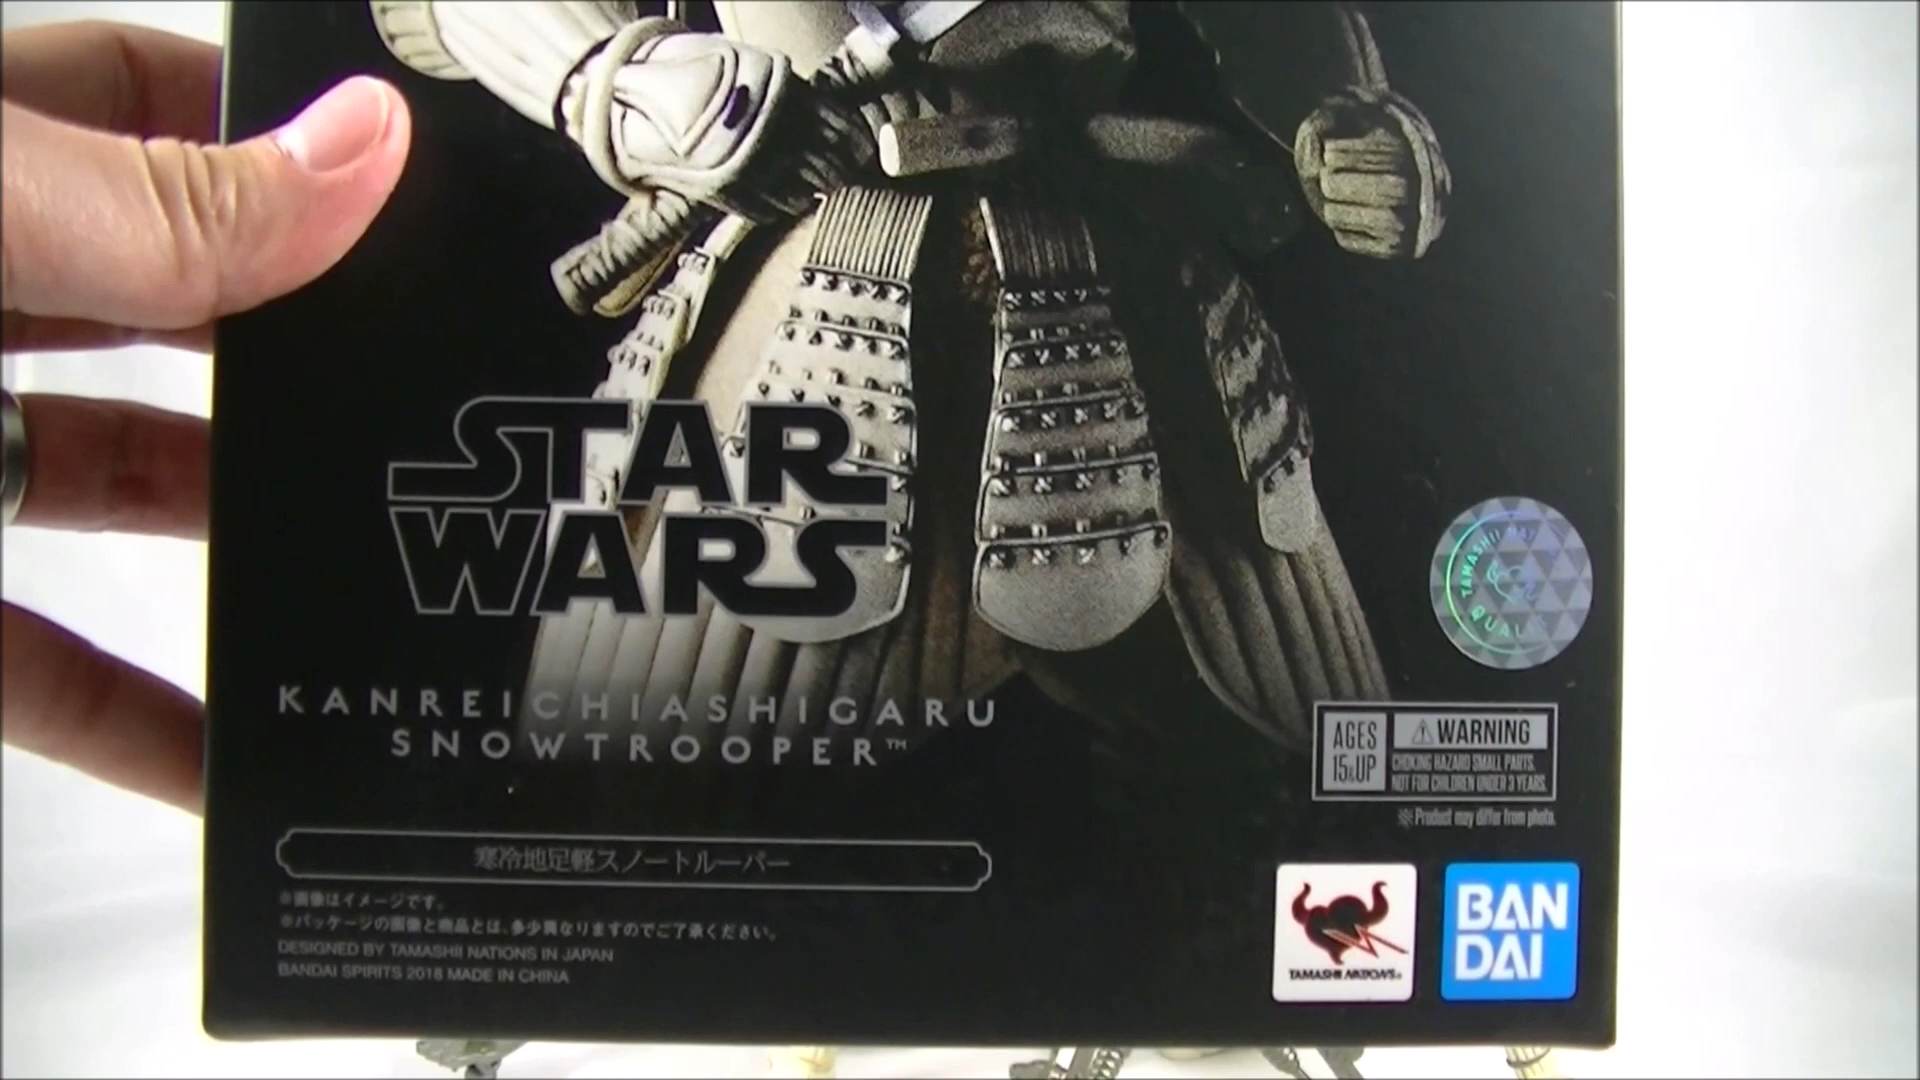 STAR
WARS
KANREICHIASHIGARU
SNOWTROOPER™
寒冷地足軽スノートルーパー
※画像はイメージです。
※パッケージの画像と商品とは、多少異なりますのでご了承ください。
DESIGNED BY TAMASHII NATIONS IN JAPAN
BANDAI SPIRITS 2018 MADE IN CHINA
TAMASHII
AGES
15&UP
⚠WARNING
CHOKING HAZARD SMALL PARTS.
NOT FOR CHILDREN UNDER 3 YEARS.
※Product may differ from photo.
TAMASHII NATIONS®
BAN
DAI